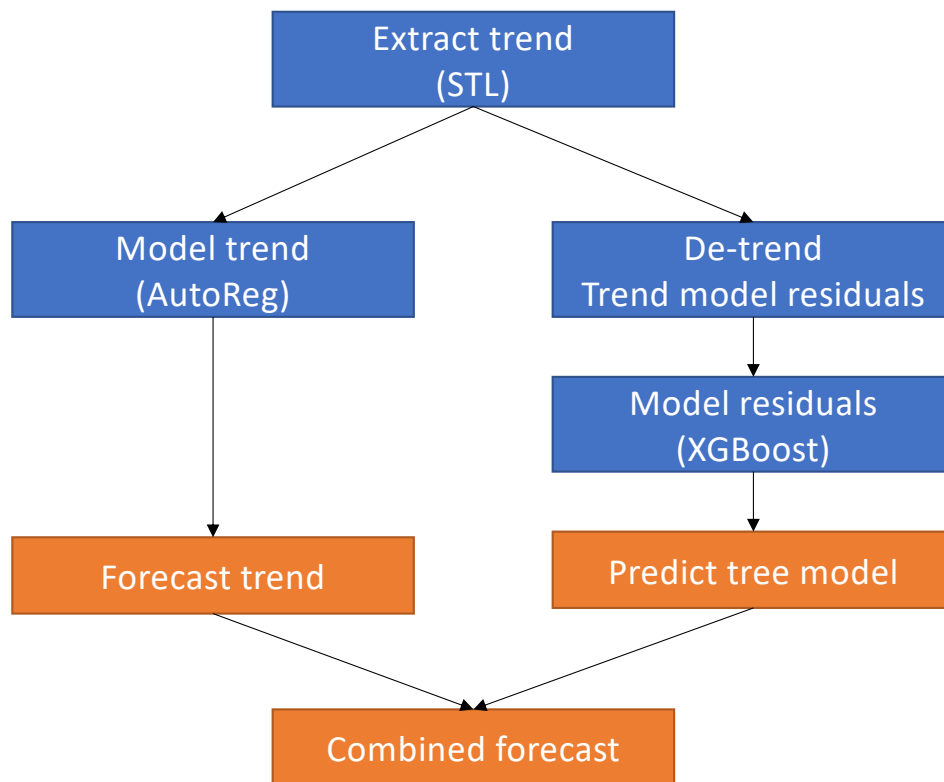 Extract trend
(STL)
Model trend
(AutoReg)
De-trend
Trend model residuals
Model residuals
(XGBoost)
Forecast trend
Predict tree model
Combined forecast